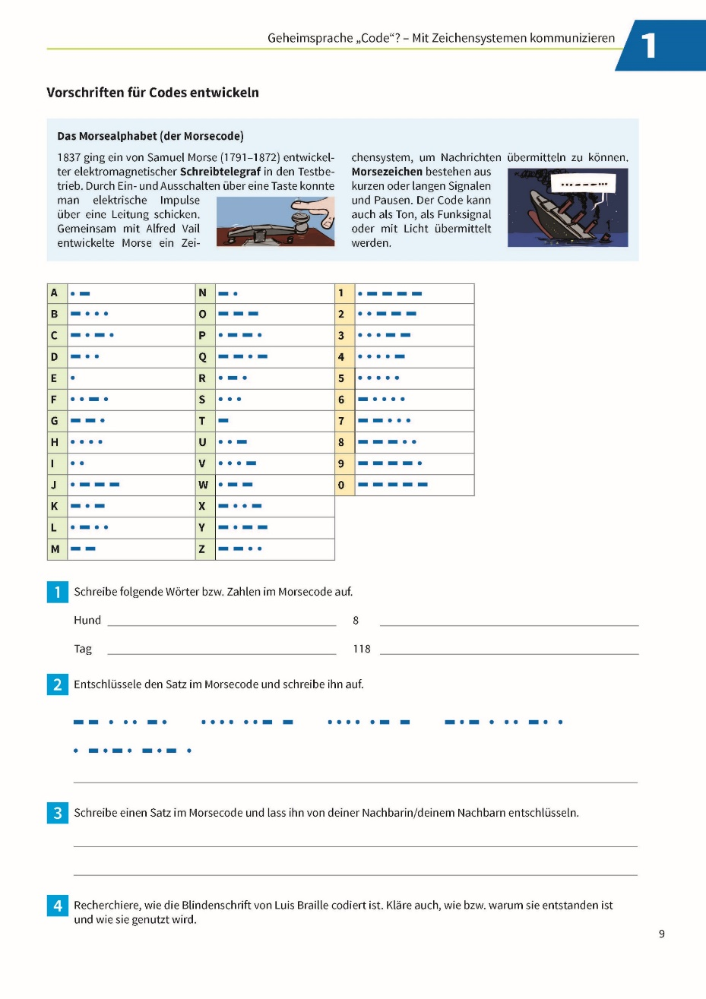 Geheimsprache „Code“? – Mit Zeichensystemen kommunizieren
1
Vorschriften für Codes entwickeln
Das Morsealphabet (der Morsecode)
1837 ging ein von Samuel Morse (1791–1872) entwickel-
ter elektromagnetischer Schreibtelegraf in den Testbe-
trieb. Durch Ein- und Ausschalten über eine Taste konnte
man elektrische Impulse
über eine Leitung schicken.
Gemeinsam mit Alfred Vail
entwickelte Morse ein Zei-
chensystem, um Nachrichten übermitteln zu können.
Morsezeichen bestehen aus
kurzen oder langen Signalen
und Pausen. Der Code kann
auch als Ton, als Funksignal
oder mit Licht übermittelt
werden.
A N 1
B O 2
C P 3
D Q 4
E R 5
F S 6
G T 7
H U 8
I V 9
J W 0
K X
L Y
M Z
1 Schreibe folgende Wörter bzw. Zahlen im Morsecode auf.
Hund 8
Tag 118
2 Entschlüssele den Satz im Morsecode und schreibe ihn auf.
3 Schreibe einen Satz im Morsecode und lass ihn von deiner Nachbarin/deinem Nachbarn entschlüsseln.
4 Recherchiere, wie die Blindenschrift von Luis Braille codiert ist. Kläre auch, wie bzw. warum sie entstanden ist
und wie sie genutzt wird.
9